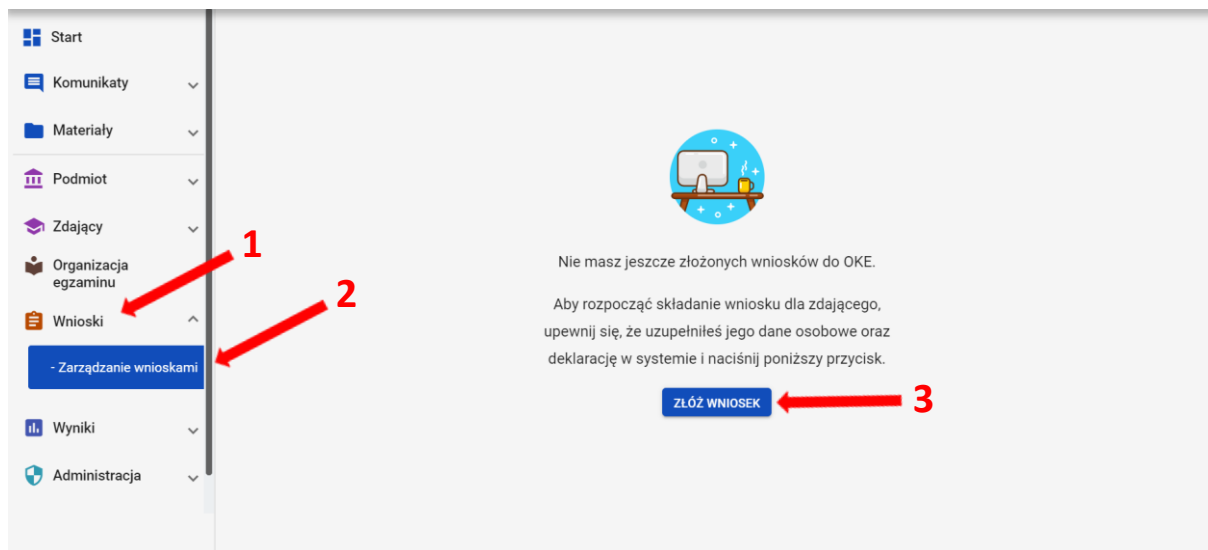 Start
Komunikaty
Materiały
Podmiot
Zdający
Organizacja
egzaminu
Wnioski
- Zarządzanie wnioskami
Wyniki
Administracja
1
2
Nie masz jeszcze złożonych wniosków do OKE.
Aby rozpocząć składanie wniosku dla zdającego,
upewnij się, że uzupełniłeś jego dane osobowe oraz
deklarację w systemie i naciśnij poniższy przycisk.
ZŁÓŻ WNIOSEK
3